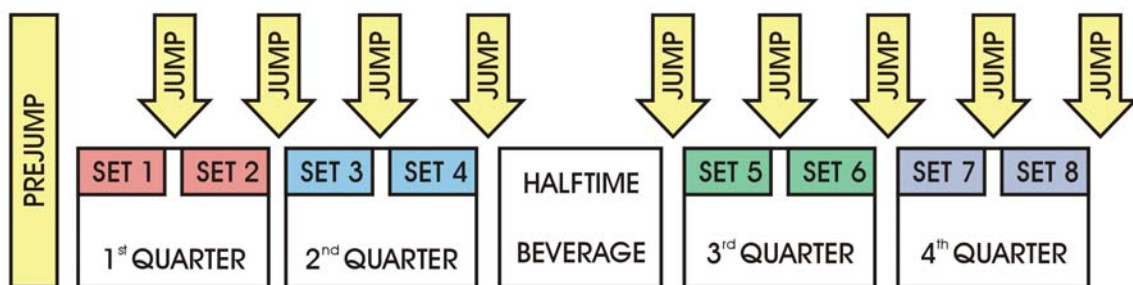 PREJUMP
JUMP
JUMP
JUMP
JUMP
JUMP
JUMP
JUMP
JUMP
JUMP
SET 1
SET 2
SET 3
SET 4
SET 5
SET 6
SET 7
SET 8
1st QUARTER
2nd QUARTER
HALFTIME
BEVERAGE
3rd QUARTER
4th QUARTER